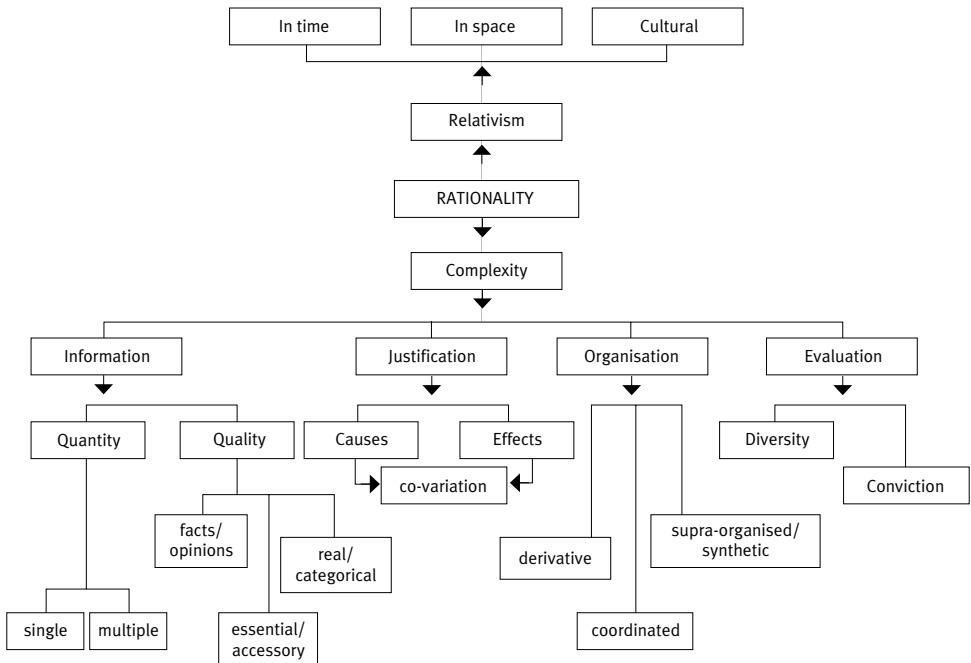 In time
In space
Cultural
Relativism
RATIONALITY
Complexity
Information
Justification
Organisation
Evaluation
Quantity
Quality
Causes
Effects
Diversity
co-variation
Conviction
facts/
opinions
real/
categorical
derivative
supra-organised/
synthetic
single
multiple
essential/
accessory
coordinated